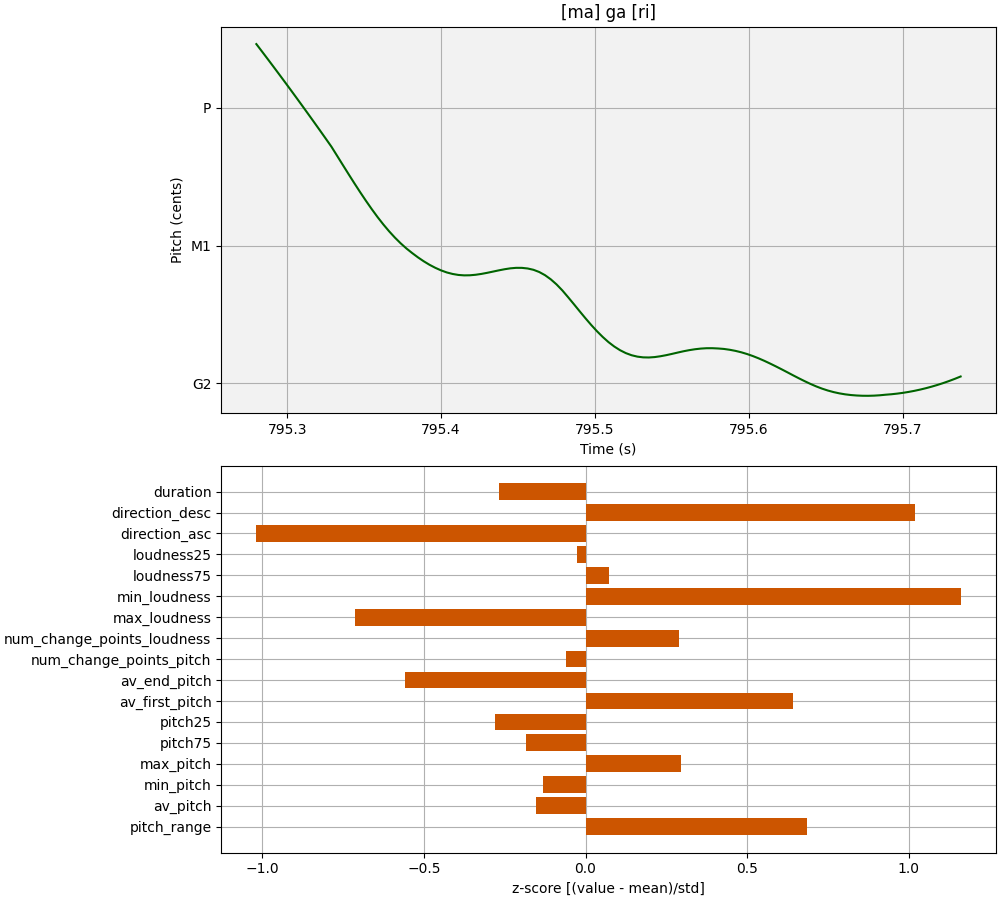 [ma] ga [ri]
Pitch (cents)
P
M1
G2
795.3 795.4 795.5 795.6 795.7
Time (s)
duration
direction_desc
direction_asc
loudness25
loudness75
min_loudness
max_loudness
num_change_points_loudness
num_change_points_pitch
av_end_pitch
av_first_pitch
pitch25
pitch75
max_pitch
min_pitch
av_pitch
pitch_range
−1.0 −0.5 0.0 0.5 1.0
z-score [(value - mean)/std]